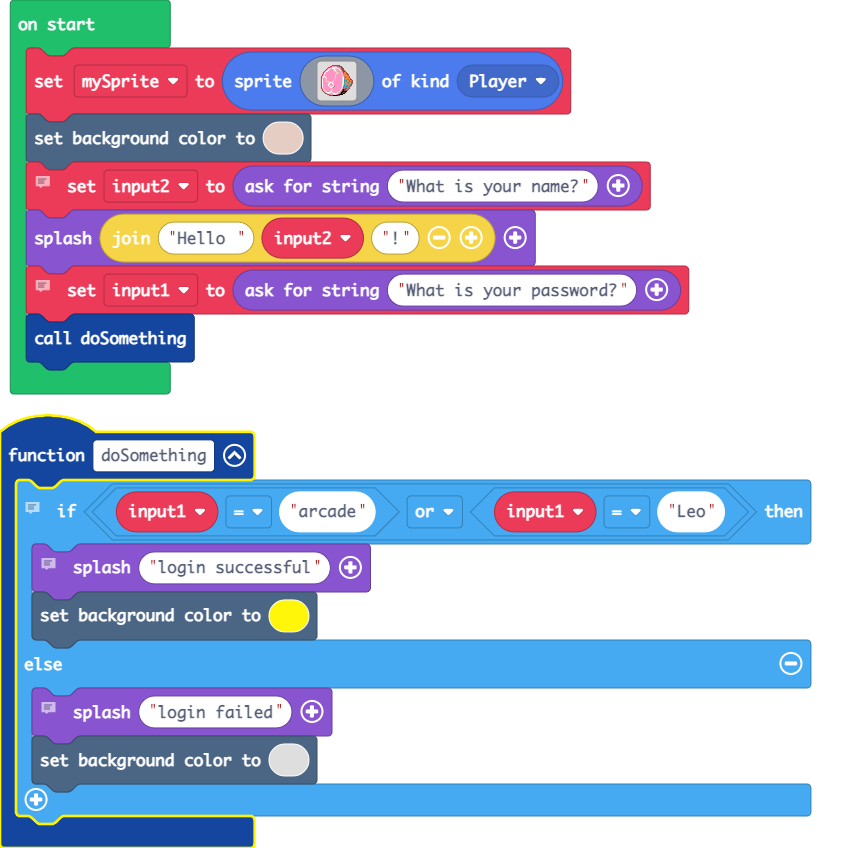 on start
set mySprite to sprite of kind Player
set background color to
set input2 to ask for string "What is your name?"
splash join "Hello " input2 "!"
set input1 to ask for string "What is your password?"
call doSomething
function doSomething
if input1 = "arcade" or input1 = "Leo" then
splash "login successful"
set background color to
else
splash "login failed"
set background color to